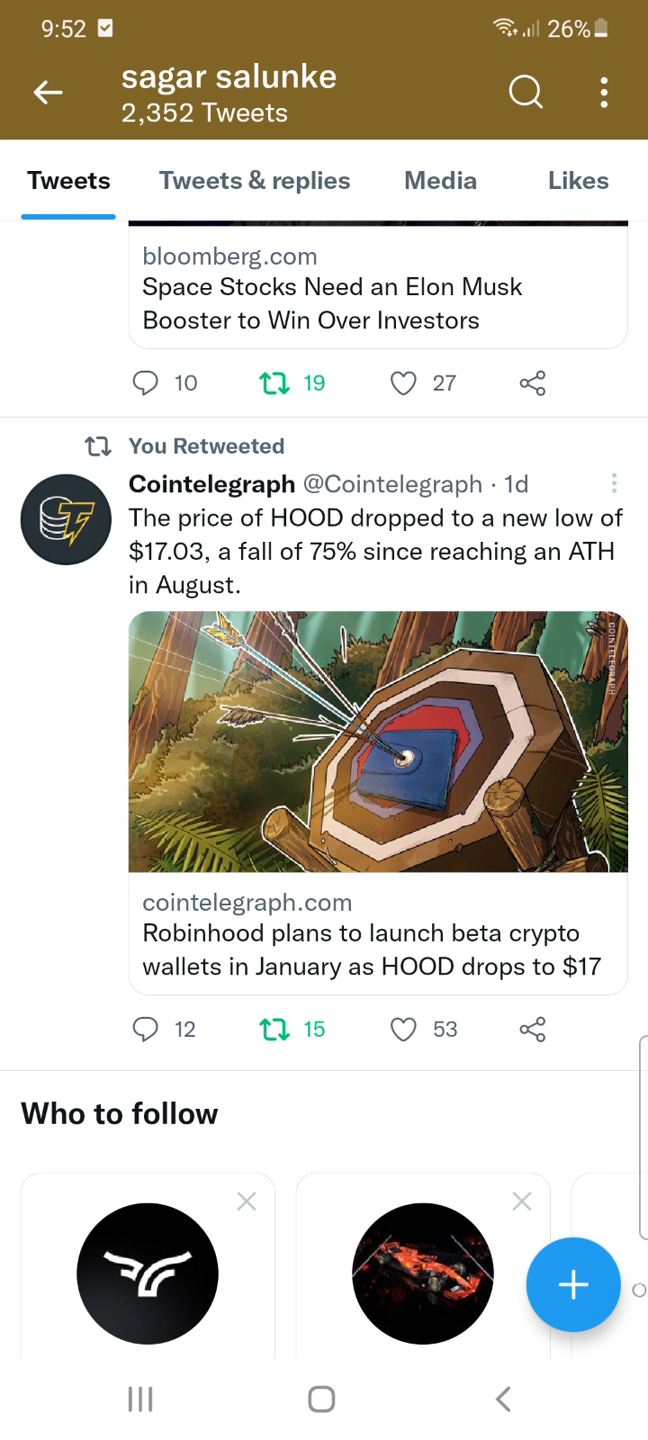 9:52
26%
sagar salunke
2,352 Tweets
Tweets
Tweets & replies
Media
Likes
bloomberg.com
Space Stocks Need an Elon Musk
Booster to Win Over Investors
10
19
27
You Retweeted
Cointelegraph @Cointelegraph · 1d
The price of HOOD dropped to a new low of
$17.03, a fall of 75% since reaching an ATH
in August.
COINTELEGRAPH
cointelegraph.com
Robinhood plans to launch beta crypto
wallets in January as HOOD drops to $17
12
15
53
Who to follow